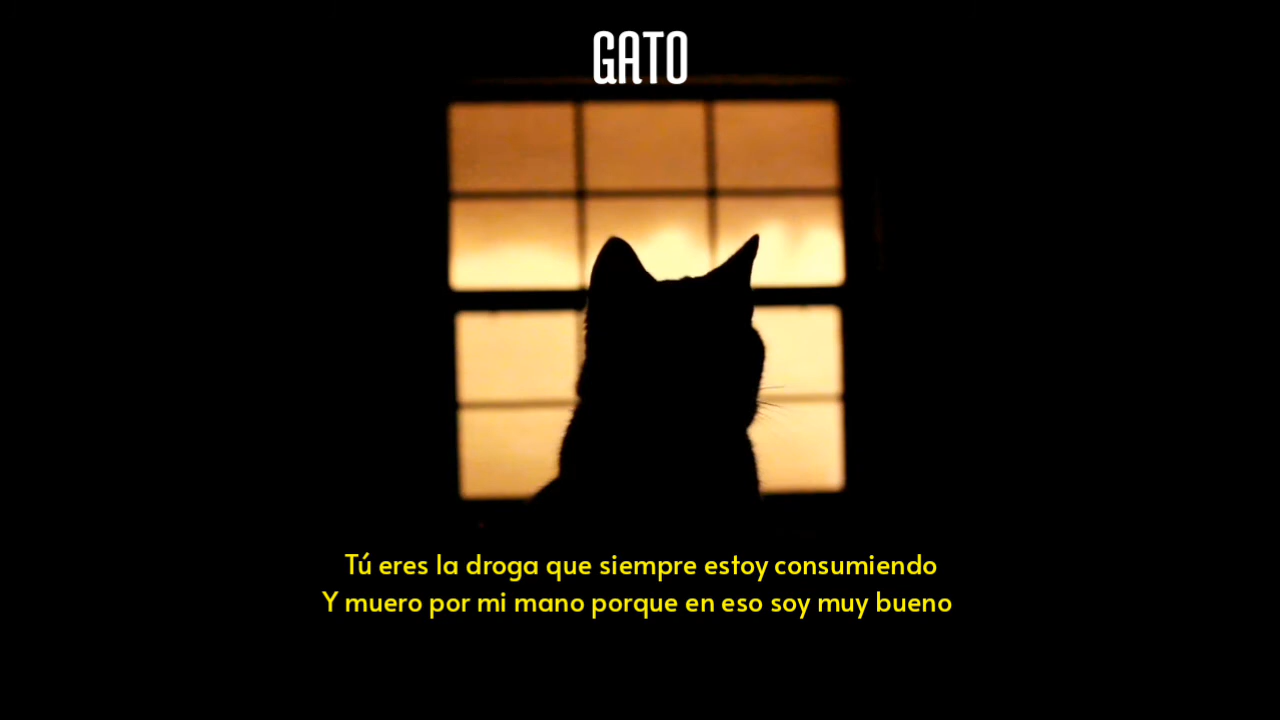 GATO
Tú eres la droga que siempre estoy consumiendo
Y muero por mi mano porque en eso soy muy bueno